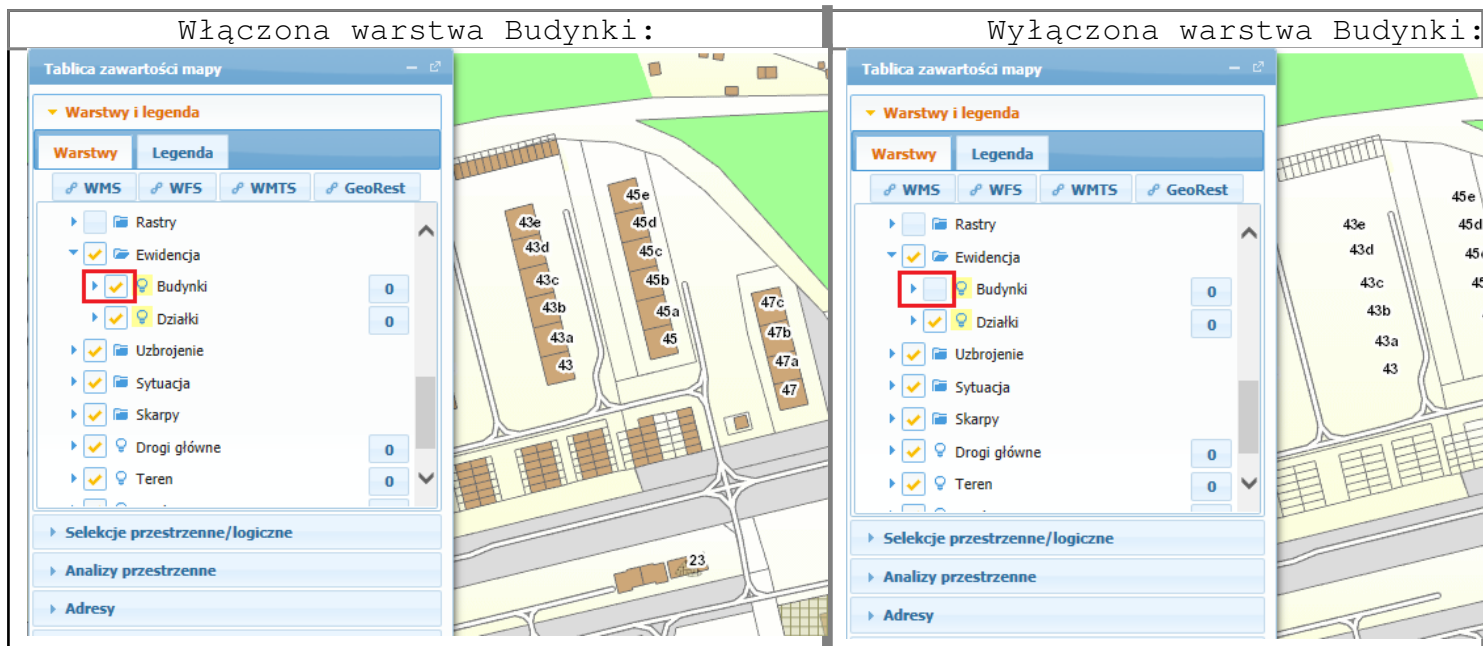 Włączona warstwa Budynki:
Tablica zawartości mapy
Warstwy i legenda
Warstwy Legenda
WMS WFS WMTS GeoRest
Rastry
Ewidencja
Budynki 0
Działki 0
Uzbrojenie
Sytuacja
Skarpy
Drogi główne 0
Teren 0
Selekcje przestrzenne/logiczne
Analizy przestrzenne
Adresy
45e
43e 45d
43d 45c
43c 45b
43b 45a 47c
43a 45 47b
43 47a
47
23
Wyłączona warstwa Budynki:
Tablica zawartości mapy
Warstwy i legenda
Warstwy Legenda
WMS WFS WMTS GeoRest
Rastry
Ewidencja
Budynki 0
Działki 0
Uzbrojenie
Sytuacja
Skarpy
Drogi główne 0
Teren 0
Selekcje przestrzenne/logiczne
Analizy przestrzenne
Adresy
45e
43e 45d
43d
43c
43b
43a
43